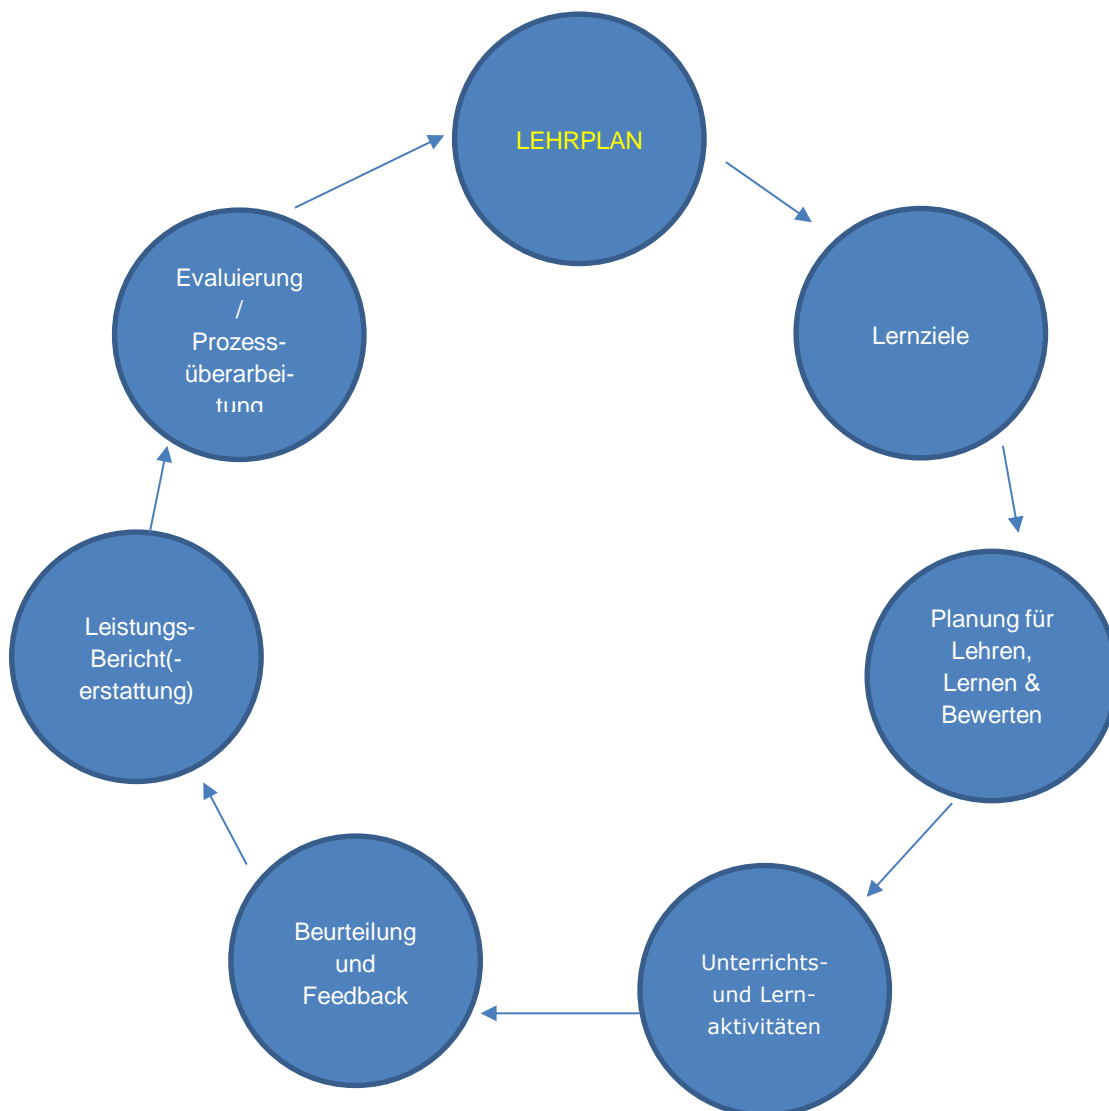 LEHRPLAN
Lernziele
Planung für
Lehren,
Lernen &
Bewerten
Unterrichts-
und Lern-
aktivitäten
Beurteilung
und
Feedback
Leistungs-
Bericht(-
erstattung)
Evaluierung
/
Prozess-
überarbei-
tung